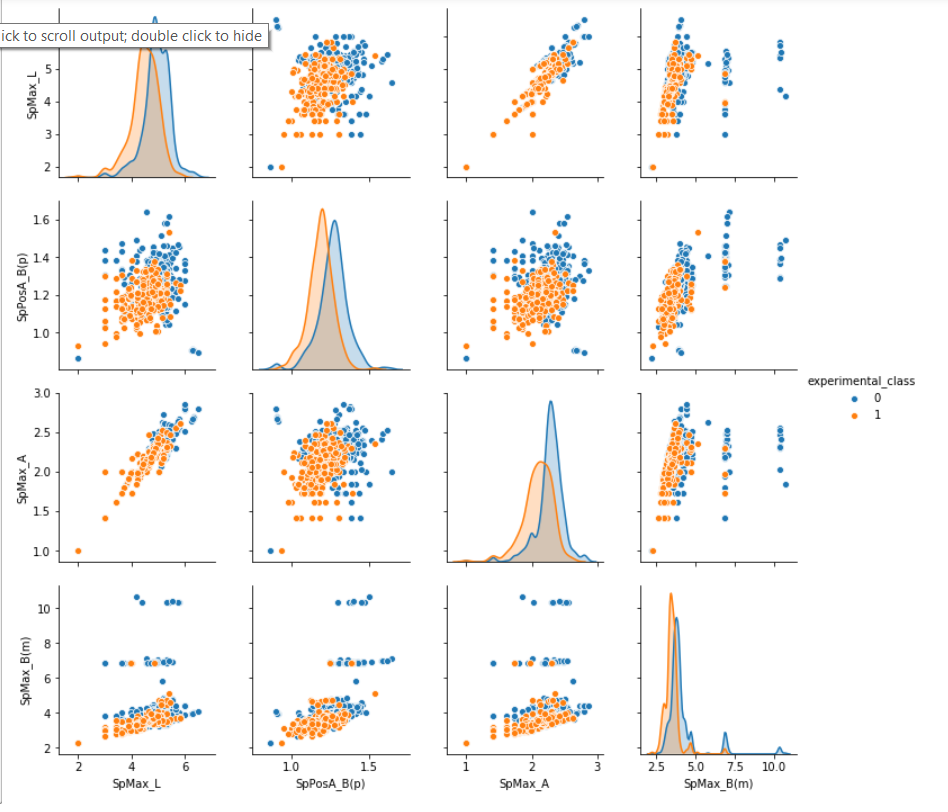 ick to scroll output; double click to hide
SpMax_L
5
4
3
2
SpPosA_B(p)
1.6
1.4
1.2
1.0
SpMax_A
3.0
2.5
2.0
1.5
1.0
experimental_class
0
1
SpMax_B(m)
10
8
6
4
2
2 4 6 1.0 1.5 1 2 3 2.5 5.0 7.5 10.0
SpMax_L SpPosA_B(p) SpMax_A SpMax_B(m)